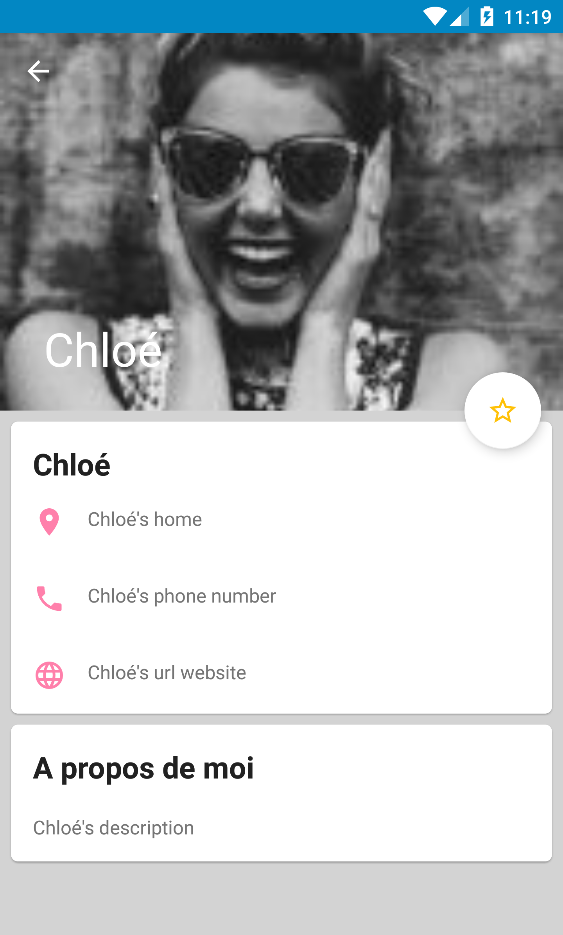 11:19
Chloé
Chloé
Chloé's home
Chloé's phone number
Chloé's url website
A propos de moi
Chloé's description